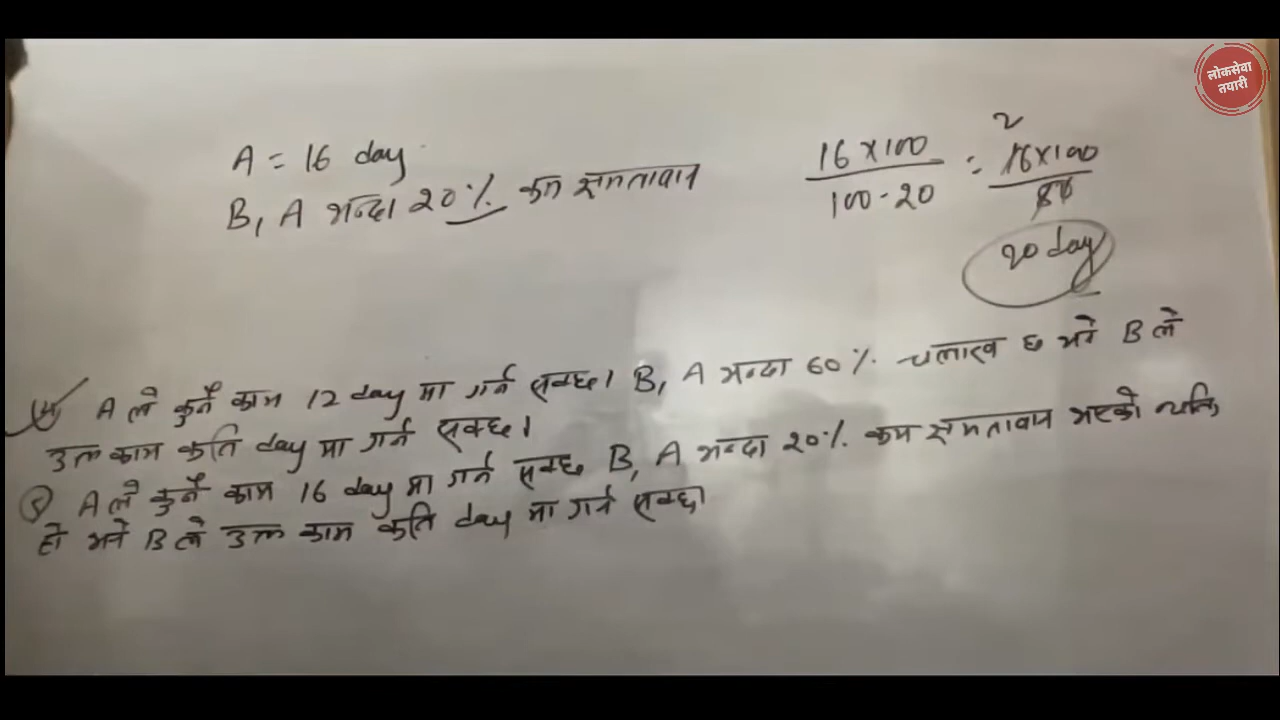 लोकसेवा
तयारी
A = 16 day
B, A भन्दा 20% कम क्षमतावान
16×100
100-20
=
2
16×100
80
20 day
A ले कुनै काम 12 day मा गर्न सक्छ। B, A भन्दा 60% चलाख छ भने B ले
उक्त काम कति day मा गर्न सक्छ।
A ले कुनै काम 16 day मा गर्न सक्छ B, A भन्दा 20% कम क्षमतावान भएको व्यक्ति
हो भने B ले उक्त काम कति day मा गर्न सक्छ।